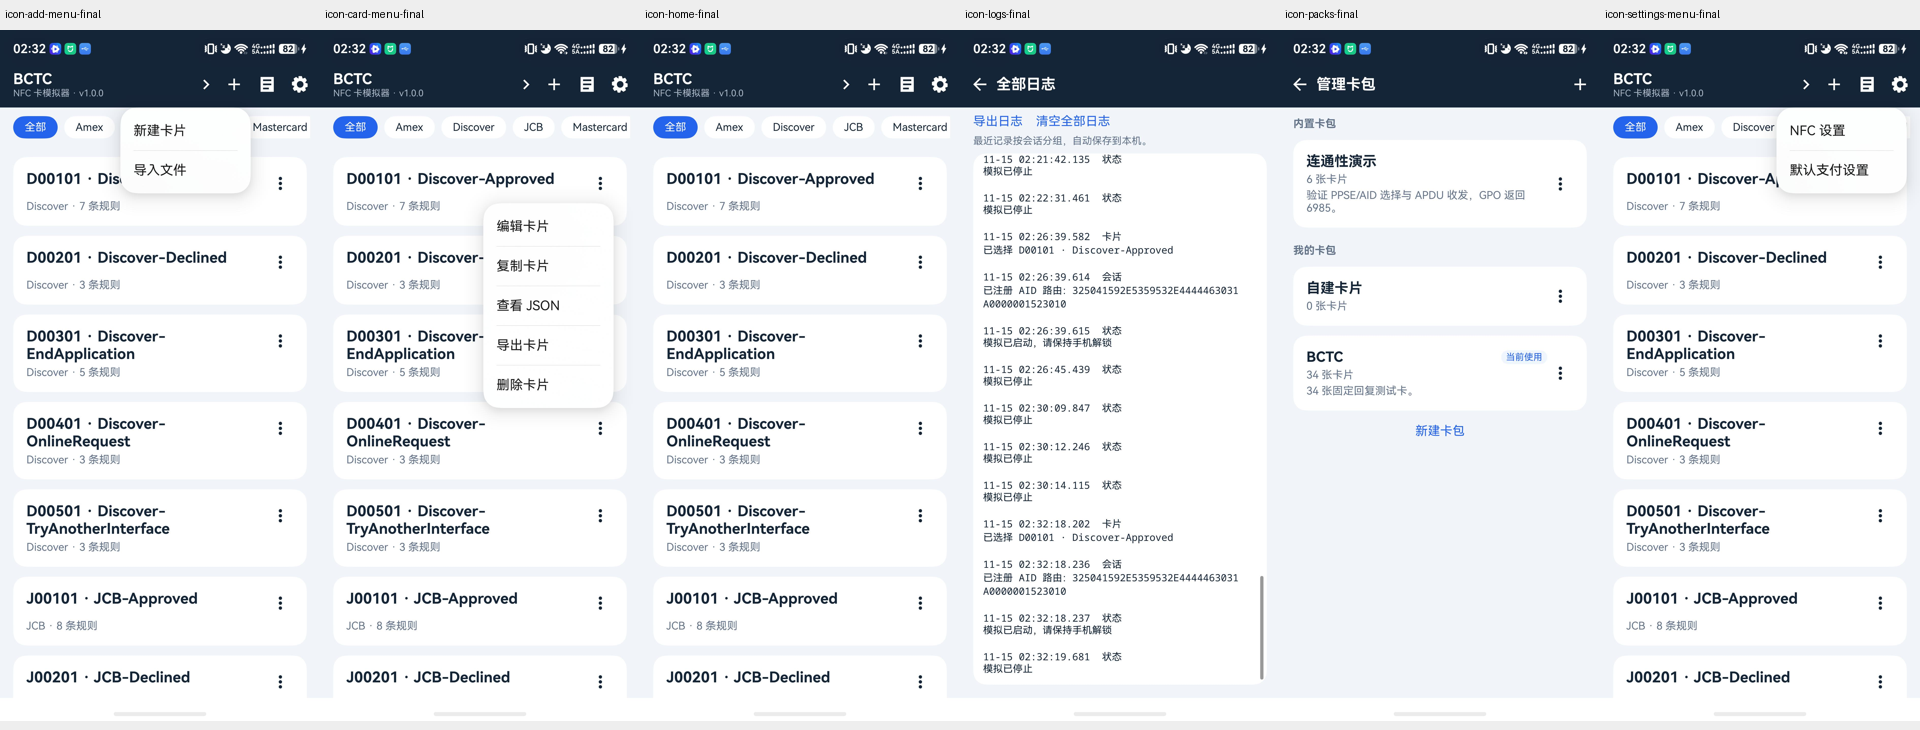 icon-add-menu-final
02:32
82
BCTC
NFC 卡模拟器 · v1.0.0
全部
Amex
Mastercard
新建卡片
导入文件
D00101 · Dis
Discover · 7 条规则
D00201 · Discover-Declined
Discover · 3 条规则
D00301 · Discover-
EndApplication
Discover · 5 条规则
D00401 · Discover-
OnlineRequest
Discover · 3 条规则
D00501 · Discover-
TryAnotherInterface
Discover · 3 条规则
J00101 · JCB-Approved
JCB · 8 条规则
J00201 · JCB-Declined
icon-card-menu-final
02:32
82
BCTC
NFC 卡模拟器 · v1.0.0
全部
Amex
Discover
JCB
Mastercard
D00101 · Discover-Approved
Discover · 7 条规则
编辑卡片
复制卡片
查看 JSON
导出卡片
删除卡片
D00201 · Discover-
Discover · 3 条规则
D00301 · Discover-
EndApplication
Discover · 5 条规则
D00401 · Discover-
OnlineRequest
Discover · 3 条规则
D00501 · Discover-
TryAnotherInterface
Discover · 3 条规则
J00101 · JCB-Approved
JCB · 8 条规则
J00201 · JCB-Declined
icon-home-final
02:32
82
BCTC
NFC 卡模拟器 · v1.0.0
全部
Amex
Discover
JCB
Mastercard
D00101 · Discover-Approved
Discover · 7 条规则
D00201 · Discover-Declined
Discover · 3 条规则
D00301 · Discover-
EndApplication
Discover · 5 条规则
D00401 · Discover-
OnlineRequest
Discover · 3 条规则
D00501 · Discover-
TryAnotherInterface
Discover · 3 条规则
J00101 · JCB-Approved
JCB · 8 条规则
J00201 · JCB-Declined
icon-logs-final
02:32
82
全部日志
导出日志 清空全部日志
最近记录按会话分组，自动保存到本机。
11-15 02:21:42.135 状态
模拟已停止
11-15 02:22:31.461 状态
模拟已停止
11-15 02:26:39.582 卡片
已选择 D00101 · Discover-Approved
11-15 02:26:39.614 会话
已注册 AID 路由: 325041592E5359532E4444463031
A0000001523010
11-15 02:26:39.615 状态
模拟已启动，请保持手机解锁
11-15 02:26:45.439 状态
模拟已停止
11-15 02:30:09.847 状态
模拟已停止
11-15 02:30:12.246 状态
模拟已停止
11-15 02:30:14.115 状态
模拟已停止
11-15 02:32:18.202 卡片
已选择 D00101 · Discover-Approved
11-15 02:32:18.236 会话
已注册 AID 路由: 325041592E5359532E4444463031
A0000001523010
11-15 02:32:18.237 状态
模拟已启动，请保持手机解锁
11-15 02:32:19.681 状态
模拟已停止
icon-packs-final
02:32
82
管理卡包
内置卡包
连通性演示
6 张卡片
验证 PPSE/AID 选择与 APDU 收发，GPO 返回
6985。
我的卡包
自建卡片
0 张卡片
BCTC
当前使用
34 张卡片
34 张固定回复测试卡。
新建卡包
icon-settings-menu-final
02:32
82
BCTC
NFC 卡模拟器 · v1.0.0
全部
Amex
Discover
NFC 设置
默认支付设置
D00101 · Discover-A
Discover · 7 条规则
D00201 · Discover-Declined
Discover · 3 条规则
D00301 · Discover-
EndApplication
Discover · 5 条规则
D00401 · Discover-
OnlineRequest
Discover · 3 条规则
D00501 · Discover-
TryAnotherInterface
Discover · 3 条规则
J00101 · JCB-Approved
JCB · 8 条规则
J00201 · JCB-Declined